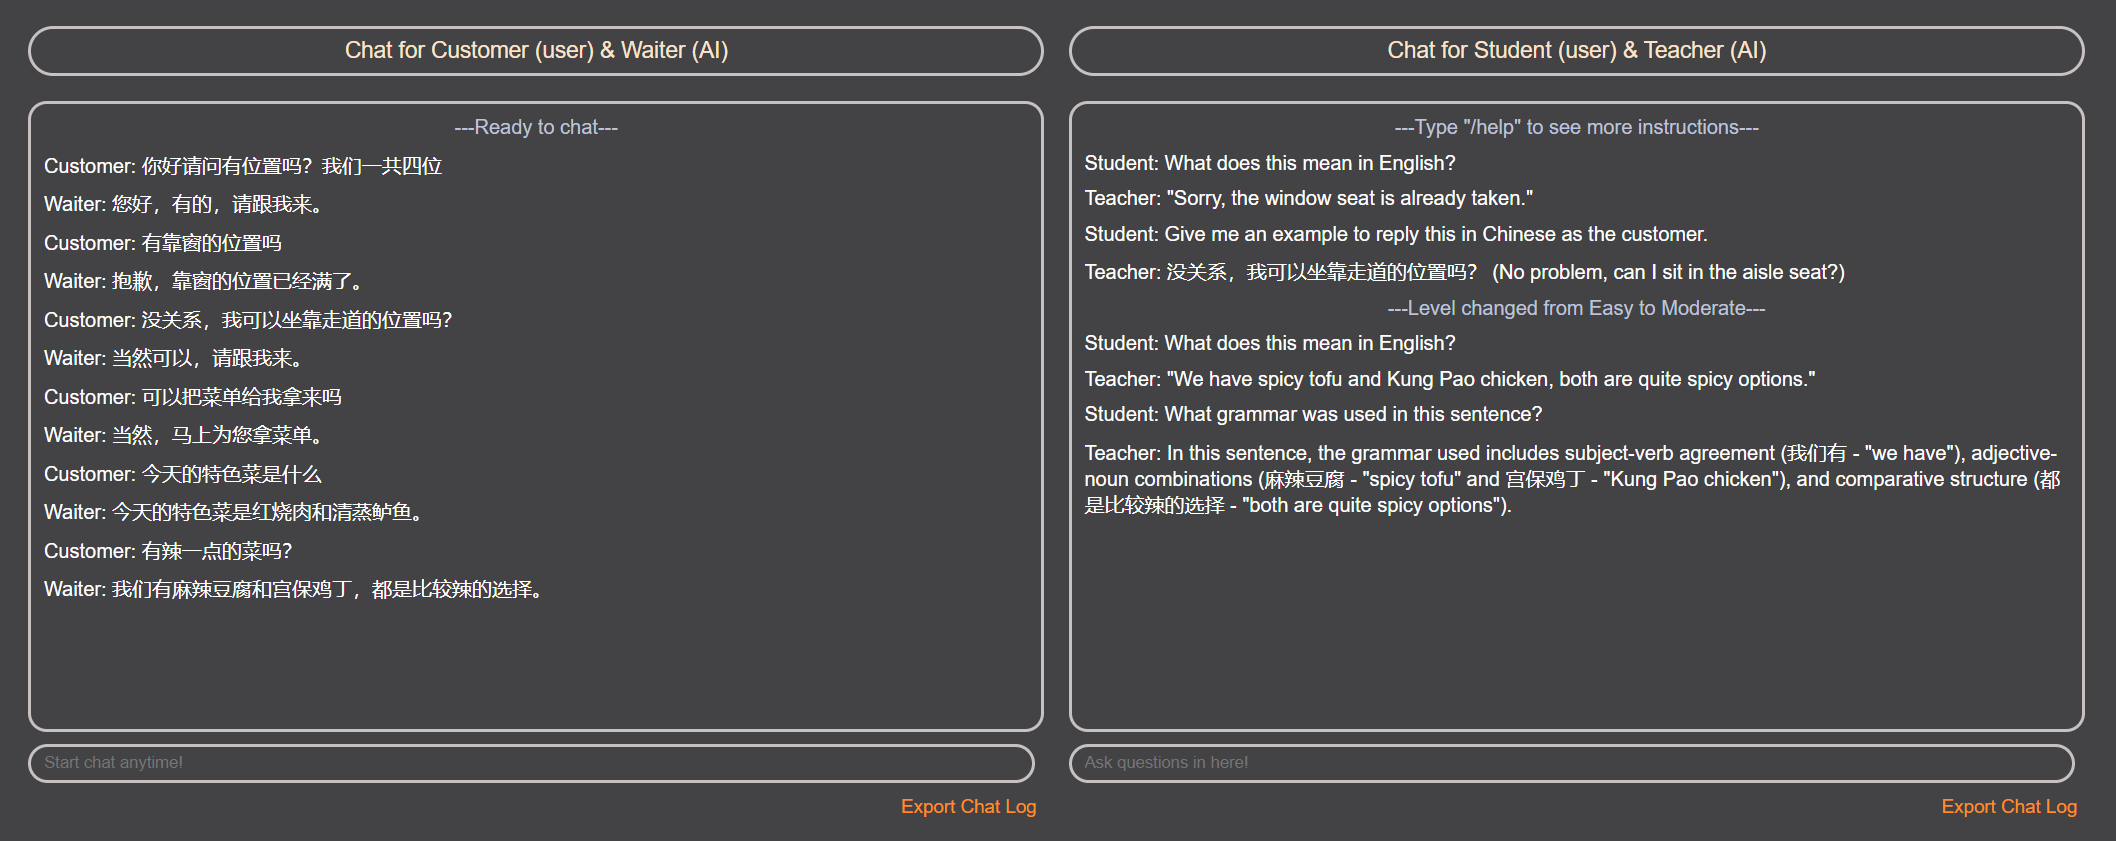 Chat for Customer (user) & Waiter (AI)
---Ready to chat---
Customer: 你好请问有位置吗？我们一共四位
Waiter: 您好，有的，请跟我来。
Customer: 有靠窗的位置吗
Waiter: 抱歉，靠窗的位置已经满了。
Customer: 没关系，我可以坐靠走道的位置吗？
Waiter: 当然可以，请跟我来。
Customer: 可以把菜单给我拿来吗
Waiter: 当然，马上为您拿菜单。
Customer: 今天的特色菜是什么
Waiter: 今天的特色菜是红烧肉和清蒸鲈鱼。
Customer: 有辣一点的菜吗？
Waiter: 我们有麻辣豆腐和宫保鸡丁，都是比较辣的选择。
Start chat anytime!
Export Chat Log
Chat for Student (user) & Teacher (AI)
---Type "/help" to see more instructions---
Student: What does this mean in English?
Teacher: "Sorry, the window seat is already taken."
Student: Give me an example to reply this in Chinese as the customer.
Teacher: 没关系，我可以坐靠走道的位置吗？ (No problem, can I sit in the aisle seat?)
---Level changed from Easy to Moderate---
Student: What does this mean in English?
Teacher: "We have spicy tofu and Kung Pao chicken, both are quite spicy options."
Student: What grammar was used in this sentence?
Teacher: In this sentence, the grammar used includes subject-verb agreement (我们有 - "we have"), adjective-
noun combinations (麻辣豆腐 - "spicy tofu" and 宫保鸡丁 - "Kung Pao chicken"), and comparative structure (都
是比较辣的选择 - "both are quite spicy options").
Ask questions in here!
Export Chat Log